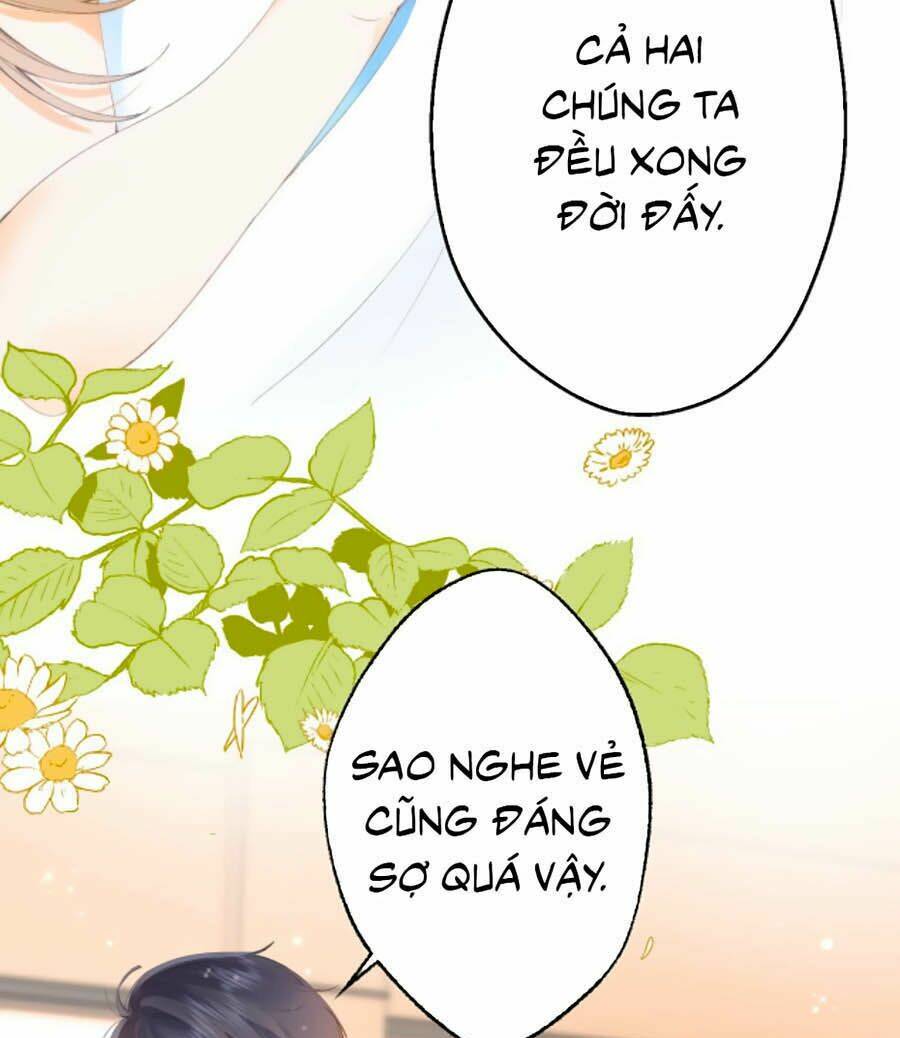 CẢ HAI
CHÚNG TA
ĐỀU XONG
ĐỜI ĐẤY.
SAO NGHE VẺ
CŨNG ĐÁNG
SỢ QUÁ VẬY.